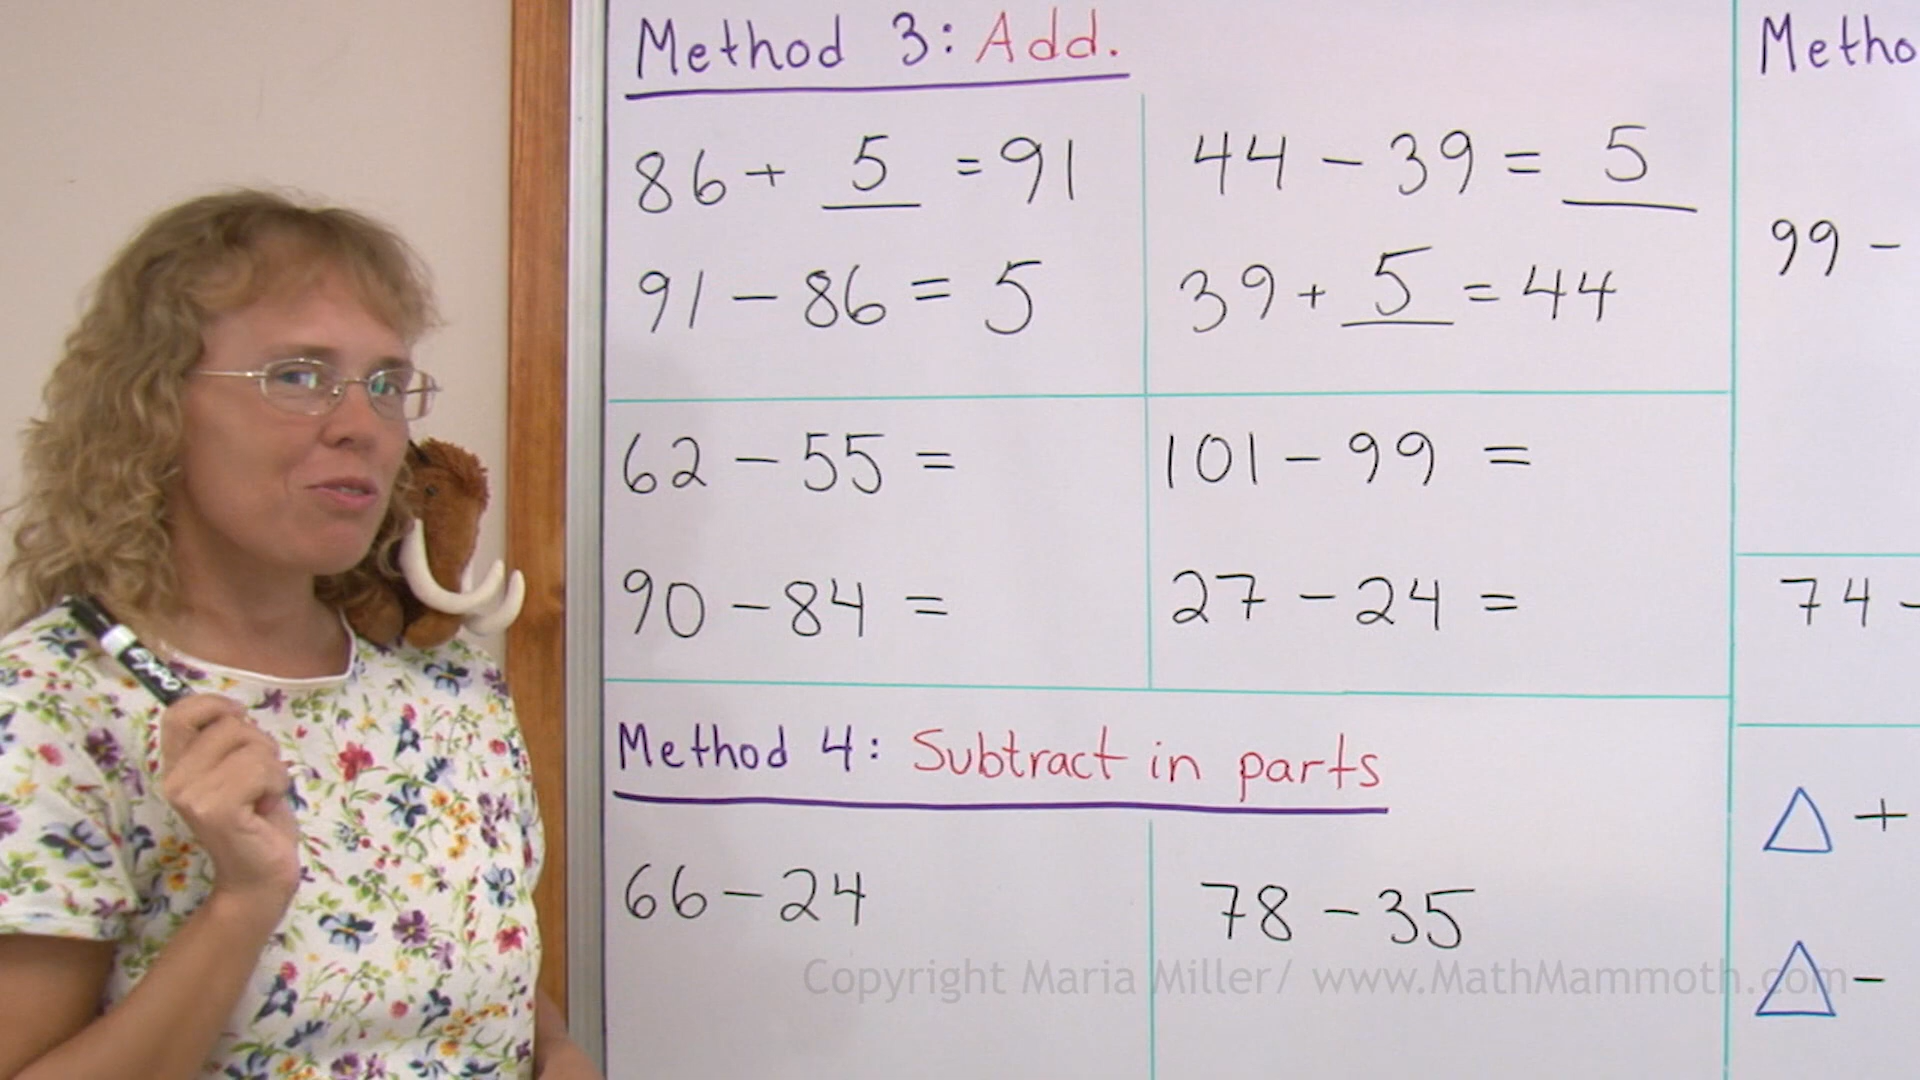 Method 3: Add.
86 + 5 = 91
91 - 86 = 5
44 - 39 = 5
39 + 5 = 44
62 - 55 =
90 - 84 =
101 - 99 =
27 - 24 =
Method 4: Subtract in parts
66 - 24
78 - 35
Metho
99 -
74 -
△ +
△ -
EXPO
Copyright Maria Miller/ www.MathMammoth.com